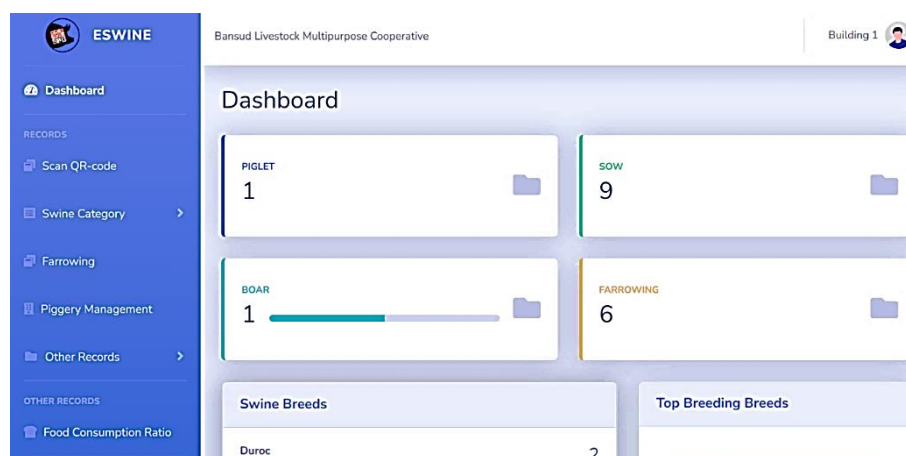 ESWINE
Bansud Livestock Multipurpose Cooperative
Building 1
Dashboard
RECORDS
Scan QR-code
Swine Category
Farrowing
Piggery Management
Other Records
OTHER RECORDS
Food Consumption Ratio
Dashboard
PIGLET
1
SOW
9
BOAR
1
FARROWING
6
Swine Breeds
Top Breeding Breeds
Duroc
2